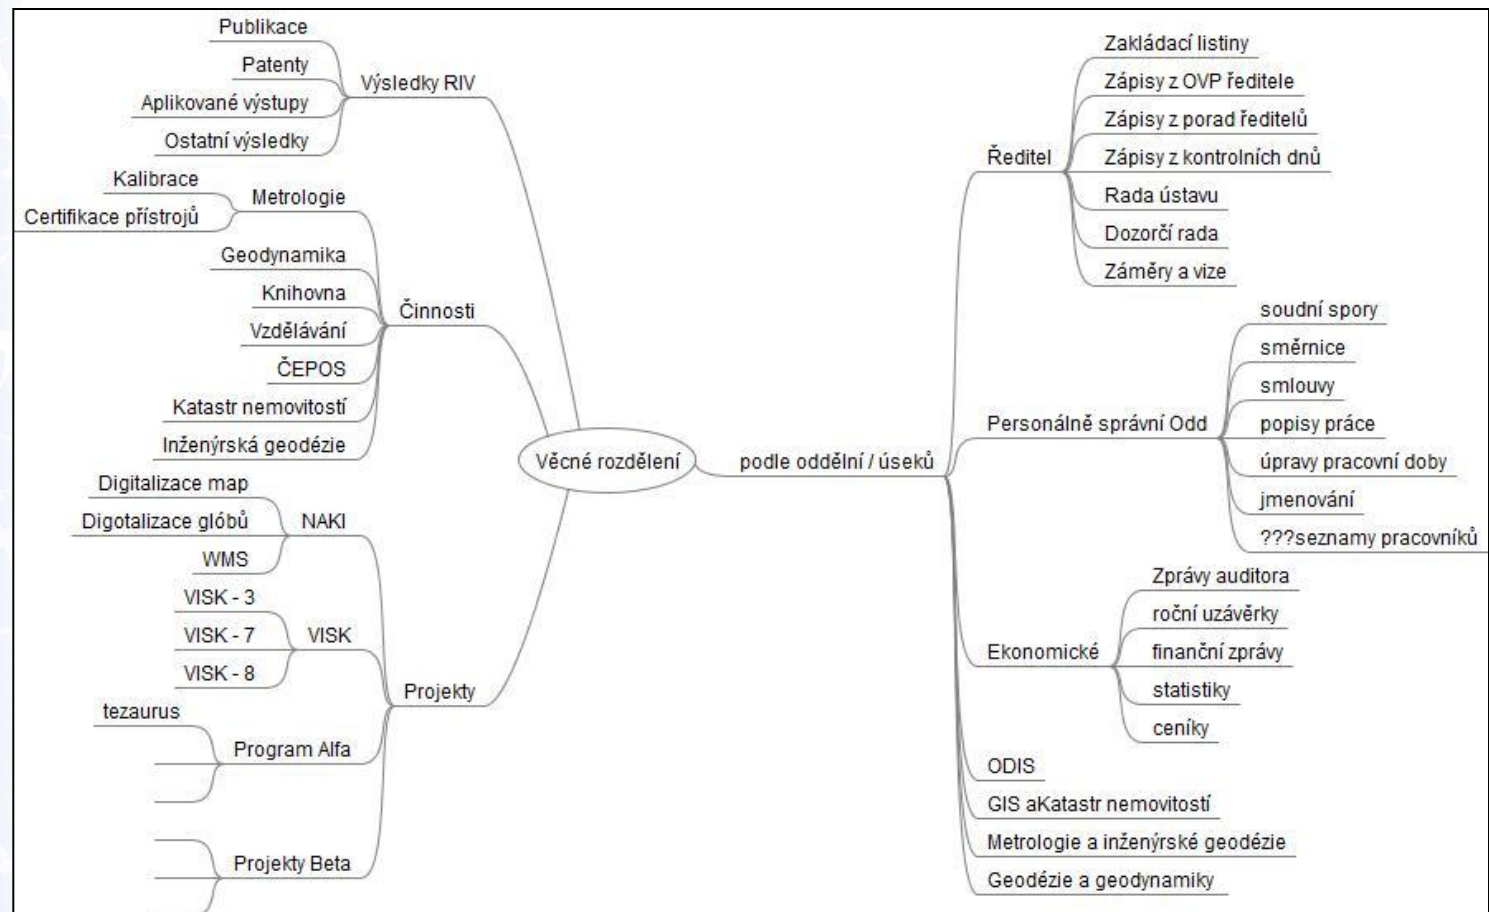 Publikace
Patenty
Aplikované výstupy
Ostatní výsledky
Výsledky RIV
Kalibrace
Certifikace přístrojů
Metrologie
Geodynamika
Knihovna
Vzdělávání
ČEPOS
Katastr nemovitostí
Inženýrská geodézie
Činnosti
Digitalizace map
Digotalizace glóbů
WMS
NAKI
VISK - 3
VISK - 7
VISK - 8
VISK
tezaurus
Program Alfa
Projekty Beta
Projekty
Věcné rozdělení
podle oddělní / úseků
Ředitel
Zakládací listiny
Zápisy z OVP ředitele
Zápisy z porad ředitelů
Zápisy z kontrolních dnů
Rada ústavu
Dozorčí rada
Záměry a vize
Personálně správní Odd
soudní spory
směrnice
smlouvy
popisy práce
úpravy pracovní doby
jmenování
???seznamy pracovníků
Ekonomické
Zprávy auditora
roční uzávěrky
finanční zprávy
statistiky
ceníky
ODIS
GIS aKatastr nemovitostí
Metrologie a inženýrské geodézie
Geodézie a geodynamiky